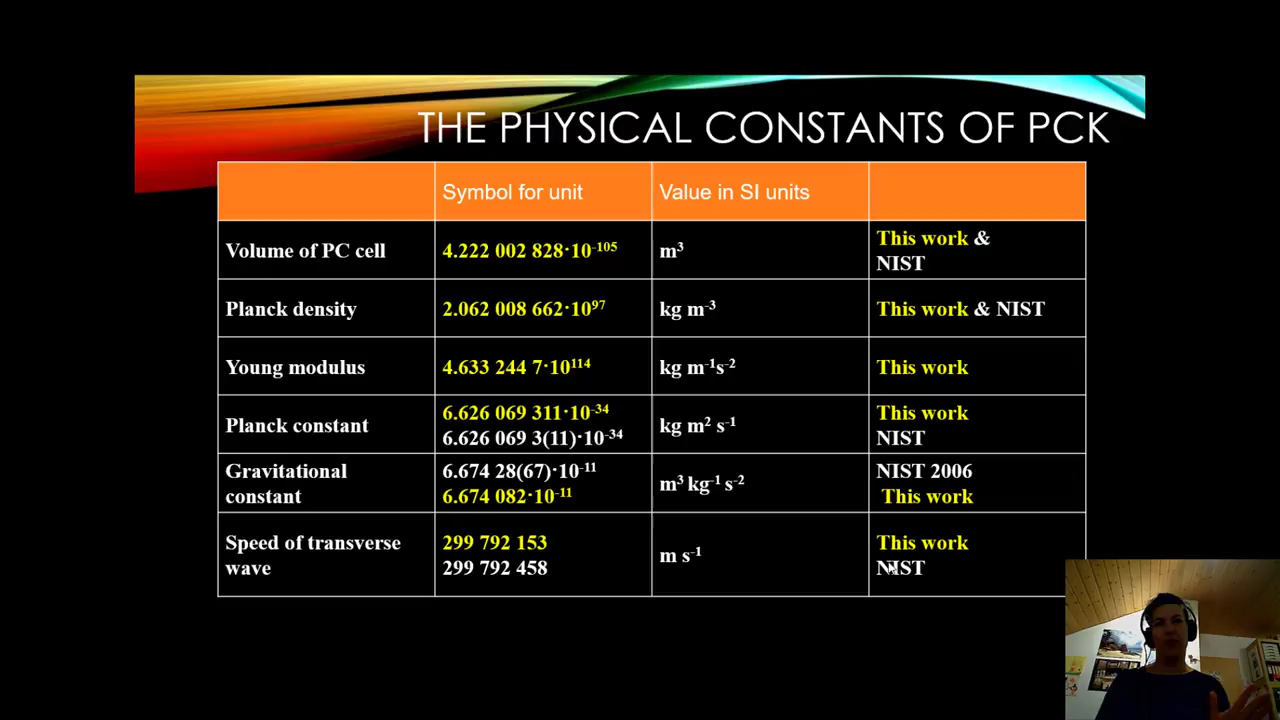 THE PHYSICAL CONSTANTS OF PCK
Symbol for unit
Value in SI units
Volume of PC cell
4.222 002 828·10⁻¹⁰⁵
m³
This work &
NIST
Planck density
2.062 008 662·10⁹⁷
kg m⁻³
This work & NIST
Young modulus
4.633 244 7·10¹¹⁴
kg m⁻¹s⁻²
This work
Planck constant
6.626 069 311·10⁻³⁴
6.626 069 3(11)·10⁻³⁴
kg m² s⁻¹
This work
NIST
Gravitational
constant
6.674 28(67)·10⁻¹¹
6.674 082·10⁻¹¹
m³ kg⁻¹ s⁻²
NIST 2006
This work
Speed of transverse
wave
299 792 153
299 792 458
m s⁻¹
This work
NIST